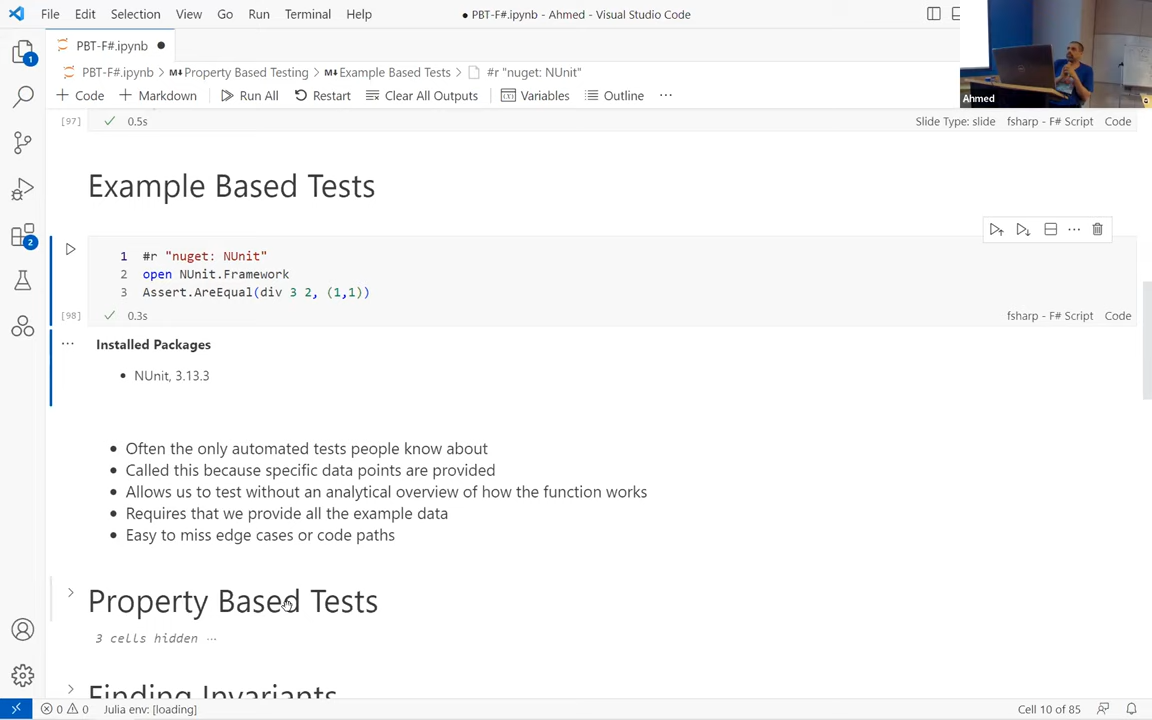 File Edit Selection View Go Run Terminal Help ● PBT-F#.ipynb - Ahmed - Visual Studio Code
PBT-F#.ipynb ●
PBT-F#.ipynb > M↓Property Based Testing > M↓Example Based Tests > #r "nuget: NUnit"
+ Code + Markdown Run All Restart Clear All Outputs Variables Outline ...
Ahmed
[97] ✓ 0.5s Slide Type: slide fsharp - F# Script Code
Example Based Tests
1 #r "nuget: NUnit"
2 open NUnit.Framework
3 Assert.AreEqual(div 3 2, (1,1))
[98] ✓ 0.3s fsharp - F# Script Code
... Installed Packages
• NUnit, 3.13.3
• Often the only automated tests people know about
• Called this because specific data points are provided
• Allows us to test without an analytical overview of how the function works
• Requires that we provide all the example data
• Easy to miss edge cases or code paths
Property Based Tests
3 cells hidden ...
Finding Invariants
1
2
0 0 Julia env: [loading] Cell 10 of 85